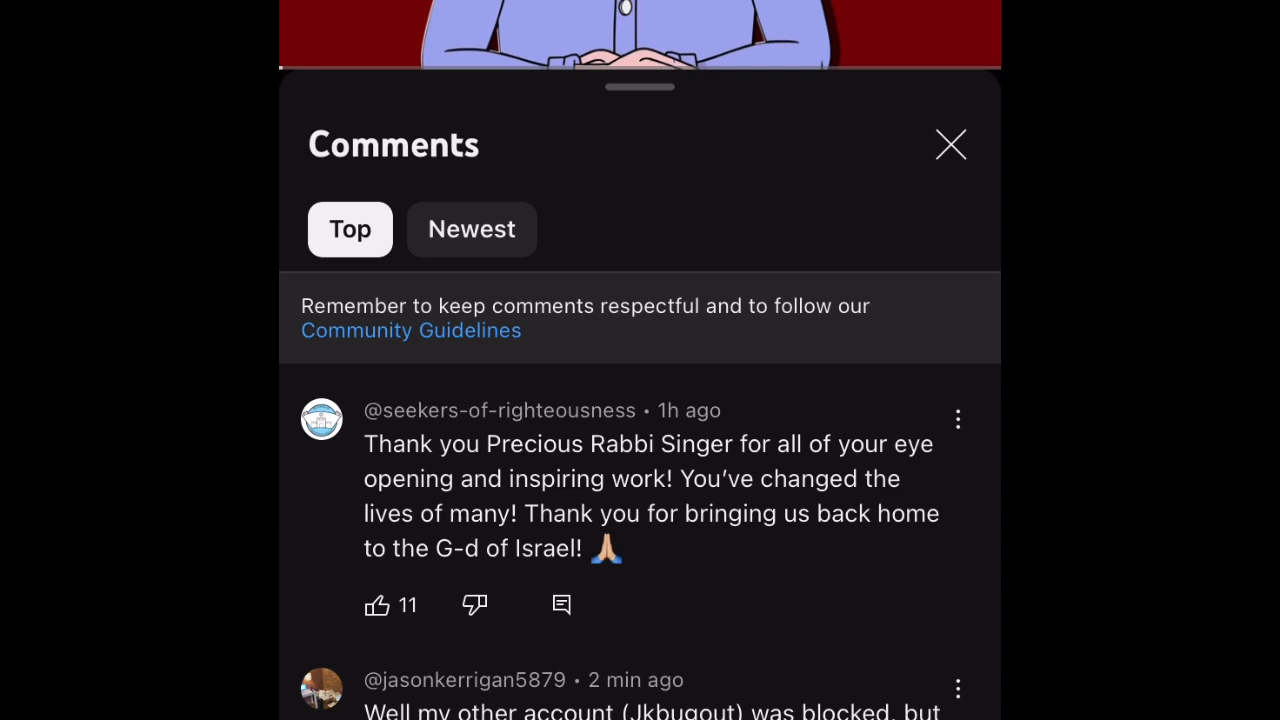 Comments
Top
Newest
Remember to keep comments respectful and to follow our
Community Guidelines
@seekers-of-righteousness • 1h ago
Thank you Precious Rabbi Singer for all of your eye
opening and inspiring work! You’ve changed the
lives of many! Thank you for bringing us back home
to the G-d of Israel! 🙏🏼
11
@jasonkerrigan5879 • 2 min ago
Well my other account (Jkbugout) was blocked, but